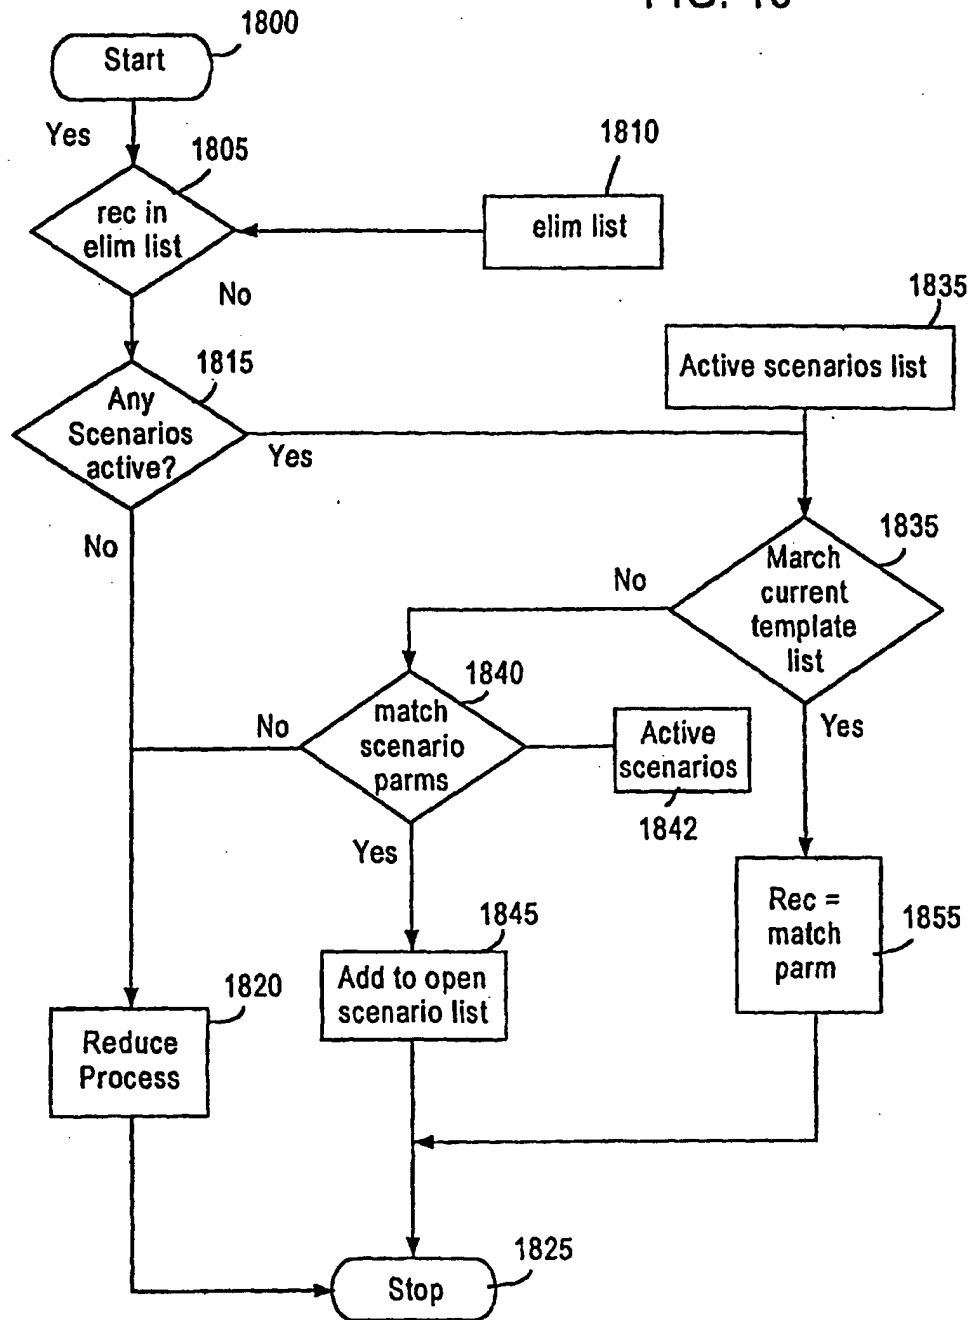 1800
Start
Yes
1805
rec in
elim list
1810
elim list
No
1835
Active scenarios list
1815
Any
Scenarios
active?
Yes
No
1835
March
current
template
list
No
Yes
1840
match
scenario
parms
No
Active
scenarios
1842
Yes
Rec =
match
parm
1855
1845
Add to open
scenario list
1820
Reduce
Process
1825
Stop